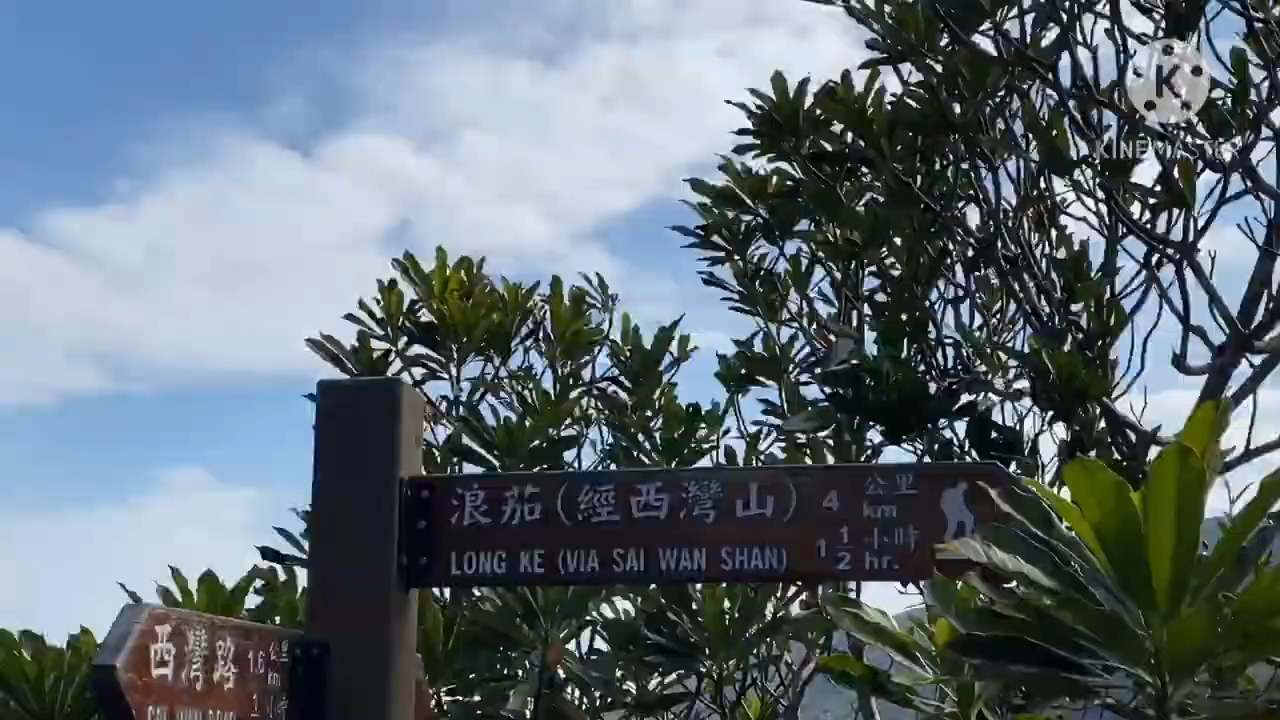 K
KINEMASTER
浪茄(經西灣山) 4 公里
km
LONG KE (VIA SAI WAN SHAN) 1 1/2 小時
hr.
西灣路 1.6 公里
km